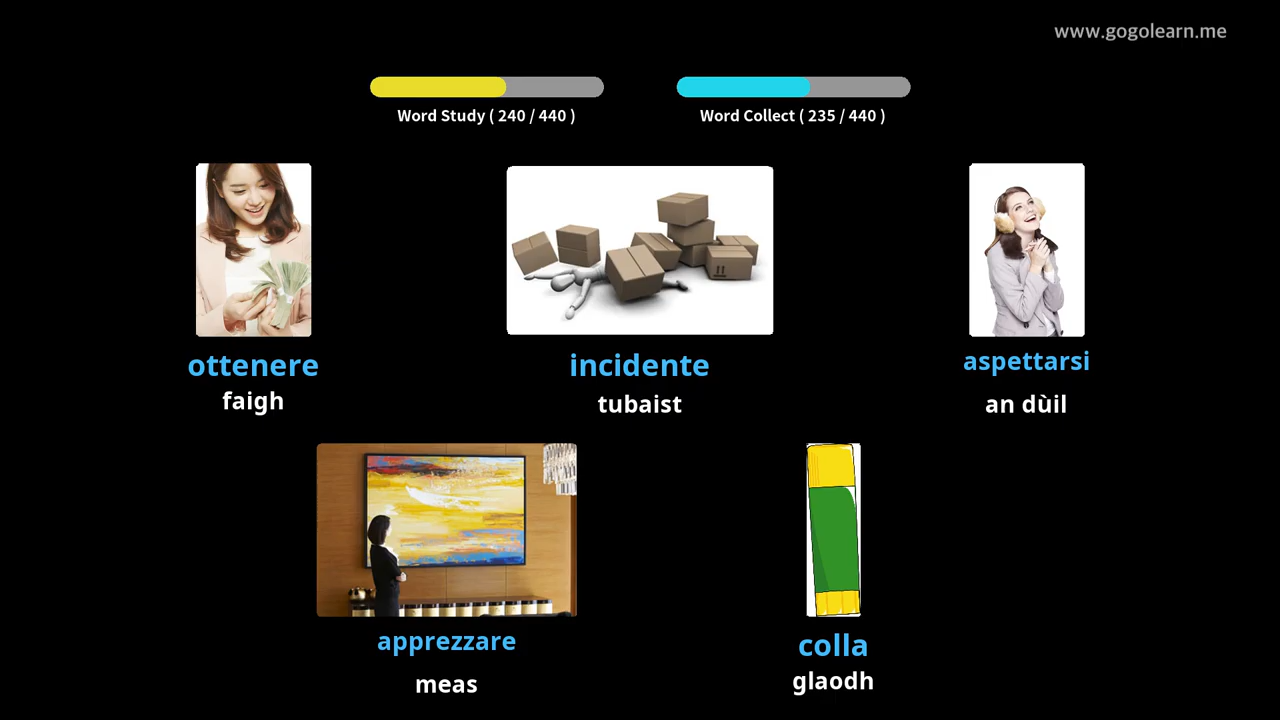 www.gogolearn.me
Word Study ( 240 / 440 )
Word Collect ( 235 / 440 )
ottenere
faigh
incidente
tubaist
aspettarsi
an dùil
apprezzare
meas
colla
glaodh